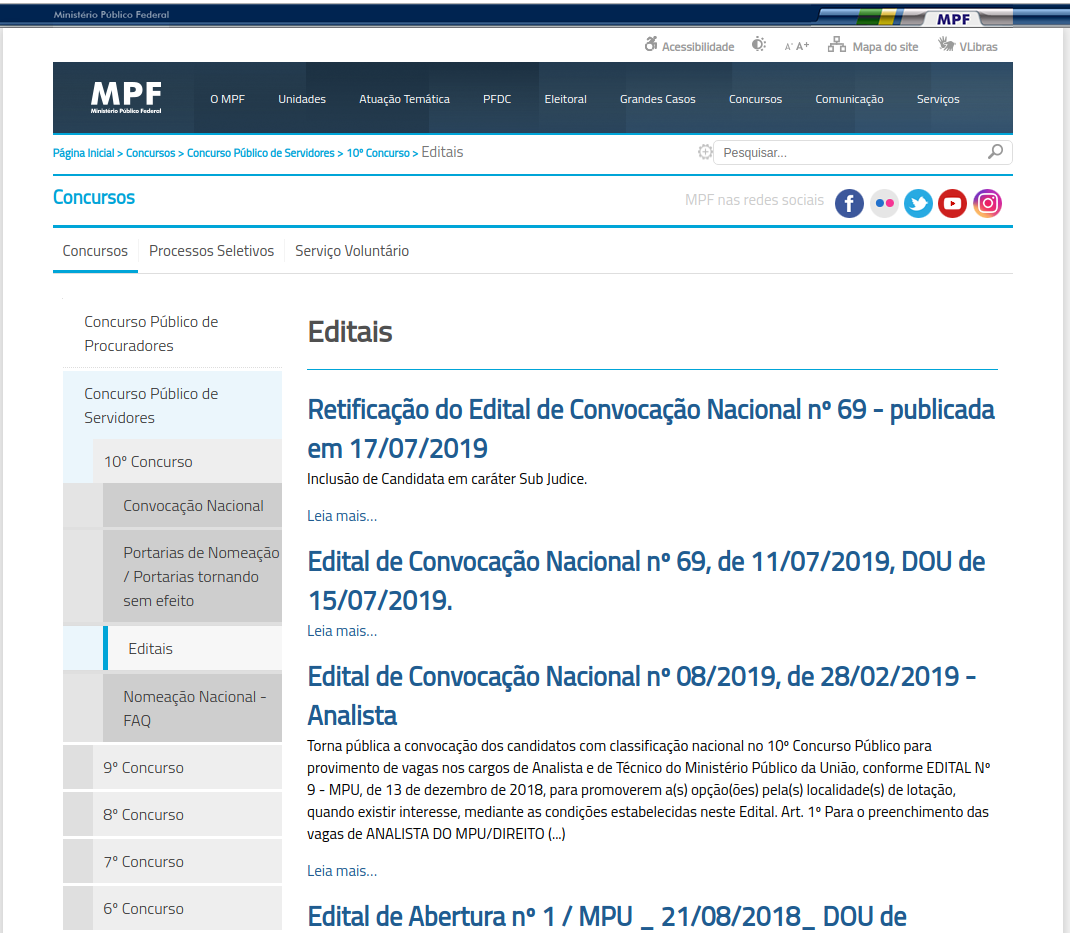 Ministério Público Federal
MPF
Acessibilidade
A- A+
Mapa do site
VLibras
MPF
Ministério Público Federal
O MPF
Unidades
Atuação Temática
PFDC
Eleitoral
Grandes Casos
Concursos
Comunicação
Serviços
Página Inicial > Concursos > Concurso Público de Servidores > 10º Concurso > Editais
Pesquisar...
Concursos
MPF nas redes sociais
Concursos
Processos Seletivos
Serviço Voluntário
Concurso Público de
Procuradores
Concurso Público de
Servidores
10º Concurso
Convocação Nacional
Portarias de Nomeação
/ Portarias tornando
sem efeito
Editais
Nomeação Nacional -
FAQ
9º Concurso
8º Concurso
7º Concurso
6º Concurso
Editais
Retificação do Edital de Convocação Nacional nº 69 - publicada
em 17/07/2019
Inclusão de Candidata em caráter Sub Judice.
Leia mais...
Edital de Convocação Nacional nº 69, de 11/07/2019, DOU de
15/07/2019.
Leia mais...
Edital de Convocação Nacional nº 08/2019, de 28/02/2019 -
Analista
Torna pública a convocação dos candidatos com classificação nacional no 10º Concurso Público para
provimento de vagas nos cargos de Analista e de Técnico do Ministério Público da União, conforme EDITAL Nº
9 - MPU, de 13 de dezembro de 2018, para promoverem a(s) opção(ões) pela(s) localidade(s) de lotação,
quando existir interesse, mediante as condições estabelecidas neste Edital. Art. 1º Para o preenchimento das
vagas de ANALISTA DO MPU/DIREITO (...)
Leia mais...
Edital de Abertura nº 1 / MPU _ 21/08/2018_ DOU de